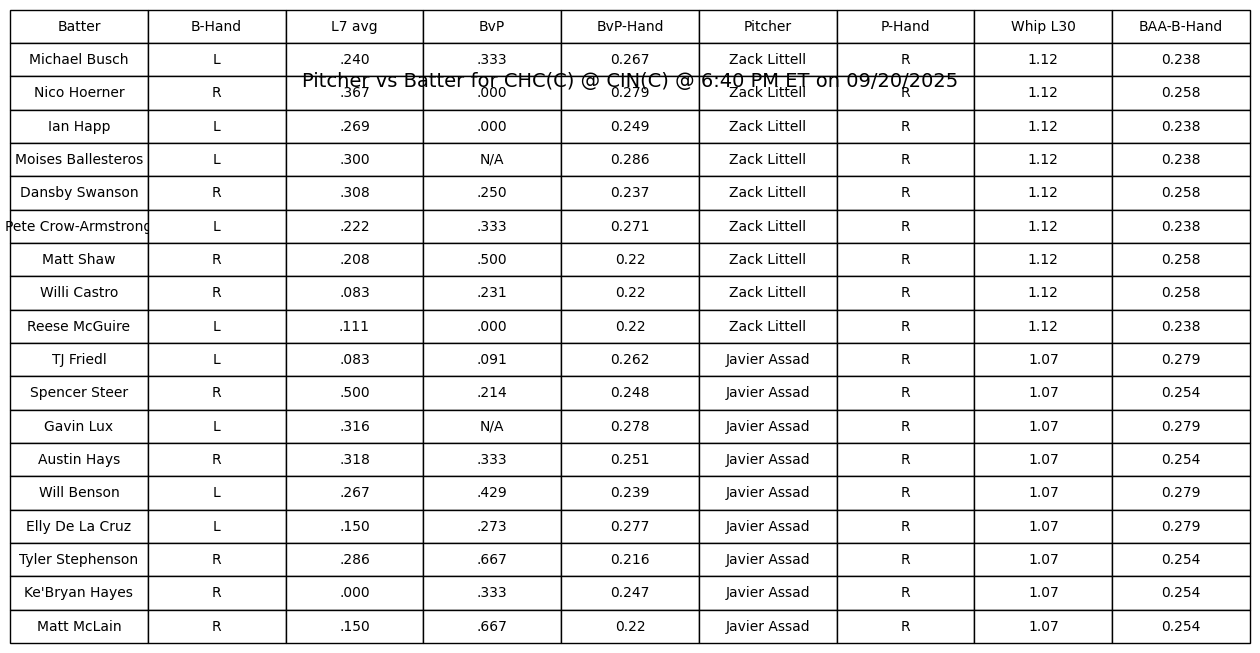 Batter B-Hand L7 avg BvP BvP-Hand Pitcher P-Hand Whip L30 BAA-B-Hand
Michael Busch L .240 .333 0.267 Zack Littell R 1.12 0.238
Pitcher vs Batter for CHC(C) @ CIN(C) @ 6:40 PM ET on 09/20/2025
Nico Hoerner R .367 .000 0.279 Zack Littell R 1.12 0.258
Ian Happ L .269 .000 0.249 Zack Littell R 1.12 0.238
Moises Ballesteros L .300 N/A 0.286 Zack Littell R 1.12 0.238
Dansby Swanson R .308 .250 0.237 Zack Littell R 1.12 0.258
Pete Crow-Armstrong L .222 .333 0.271 Zack Littell R 1.12 0.238
Matt Shaw R .208 .500 0.22 Zack Littell R 1.12 0.258
Willi Castro R .083 .231 0.22 Zack Littell R 1.12 0.258
Reese McGuire L .111 .000 0.22 Zack Littell R 1.12 0.238
TJ Friedl L .083 .091 0.262 Javier Assad R 1.07 0.279
Spencer Steer R .500 .214 0.248 Javier Assad R 1.07 0.254
Gavin Lux L .316 N/A 0.278 Javier Assad R 1.07 0.279
Austin Hays R .318 .333 0.251 Javier Assad R 1.07 0.254
Will Benson L .267 .429 0.239 Javier Assad R 1.07 0.279
Elly De La Cruz L .150 .273 0.277 Javier Assad R 1.07 0.279
Tyler Stephenson R .286 .667 0.216 Javier Assad R 1.07 0.254
Ke'Bryan Hayes R .000 .333 0.247 Javier Assad R 1.07 0.254
Matt McLain R .150 .667 0.22 Javier Assad R 1.07 0.254